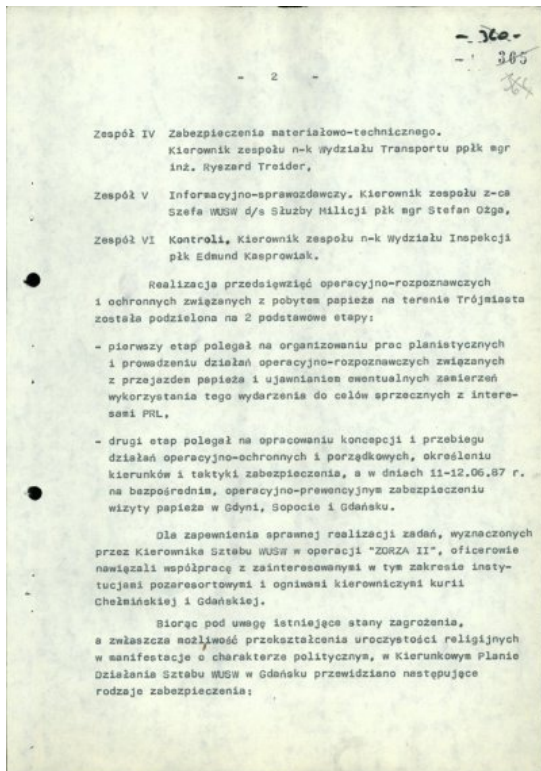 - 360 -
- 365
364
- 2 -
Zespół IV Zabezpieczenia materiałowo-technicznego.
Kierownik zespołu n-k Wydziału Transportu ppłk mgr
inż. Ryszard Treider,
Zespół V Informacyjno-sprawozdawczy. Kierownik zespołu z-ca
Szefa WUSW d/s Służby Milicji płk mgr Stefan Ożga,
Zespół VI Kontroli. Kierownik zespołu n-k Wydziału Inspekcji
płk Edmund Kasprowiak.
Realizacja przedsięwzięć operacyjno-rozpoznawczych
i ochronnych związanych z pobytem papieża na terenie Trójmiasta
została podzielona na 2 podstawowe etapy:
- pierwszy etap polegał na organizowaniu prac planistycznych
i prowadzeniu działań operacyjno-rozpoznawczych związanych
z przejazdem papieża i ujawnianiem ewentualnych zamierzeń
wykorzystania tego wydarzenia do celów sprzecznych z intere-
sami PRL,
- drugi etap polegał na opracowaniu koncepcji i przebiegu
działań operacyjno-ochronnych i porządkowych, określeniu
kierunków i taktyki zabezpieczenia, a w dniach 11-12.06.87 r.
na bezpośrednim, operacyjno-prewencyjnym zabezpieczeniu
wizyty papieża w Gdyni, Sopocie i Gdańsku.
Dla zapewnienia sprawnej realizacji zadań, wyznaczonych
przez Kierownika Sztabu WUSW w operacji "ZORZA II", oficerowie
nawiązali współpracę z zainteresowanymi w tym zakresie insty-
tucjami pozaresortowymi i ogniwami kierowniczymi kurii
Chełmińskiej i Gdańskiej.
Biorąc pod uwagę istniejące stany zagrożenia,
a zwłaszcza możliwość przekształcenia uroczystości religijnych
w manifestacje o charakterze politycznym, w Kierunkowym Planie
Działania Sztabu WUSW w Gdańsku przewidziano następujące
rodzaje zabezpieczenia: